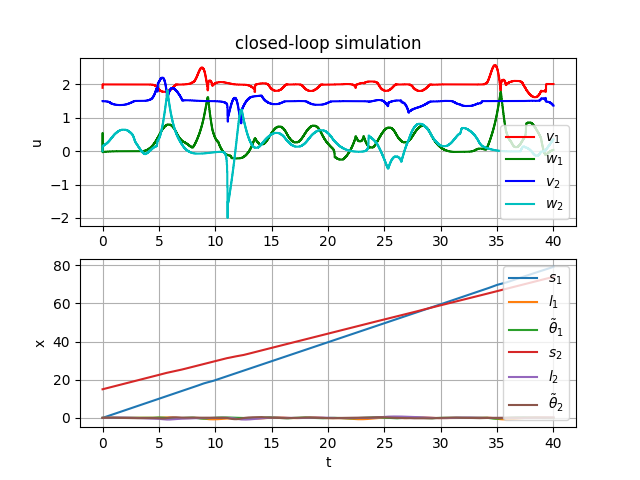 closed-loop simulation
u
2
1
0
−1
−2
0 5 10 15 20 25 30 35 40
v₁
w₁
v₂
w₂
x
80
60
40
20
0
0 5 10 15 20 25 30 35 40
t
s₁
l₁
θ̃₁
s₂
l₂
θ̃₂